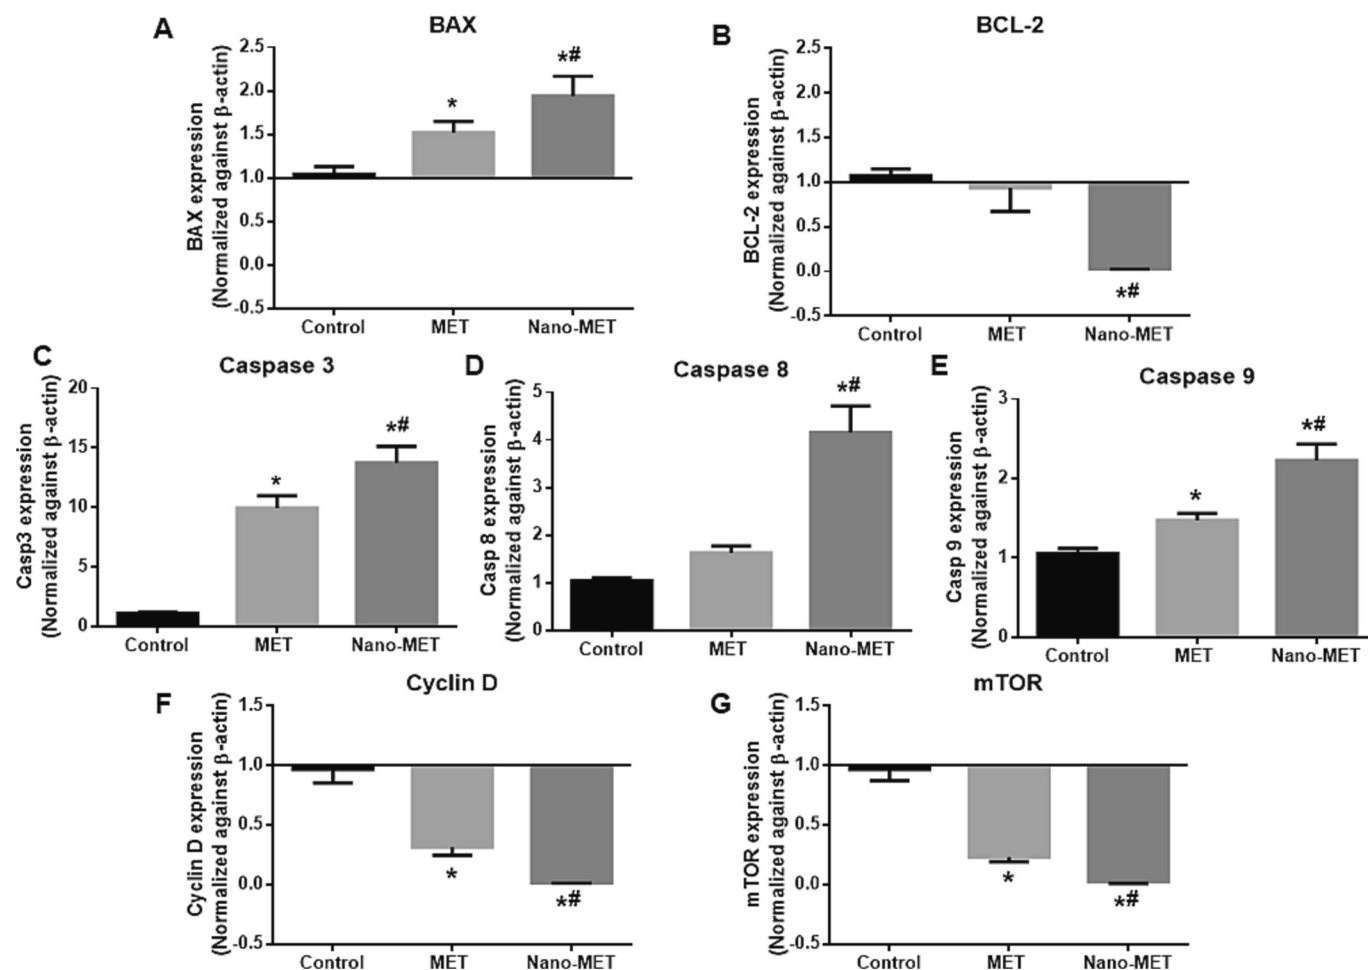 A
BAX
BAX expression
(Normalized against β-actin)
2.5
2.0
1.5
1.0
0.5
0.0
-0.5
*
*#
Control
MET
Nano-MET
B
BCL-2
BCL-2 expression
(Normalized against β-actin)
2.5
2.0
1.5
1.0
0.5
0.0
-0.5
*#
Control
MET
Nano-MET
C
Caspase 3
Casp3 expression
(Normalized against β-actin)
20
15
10
5
0
*
*#
Control
MET
Nano-MET
D
Caspase 8
Casp 8 expression
(Normalized against β-actin)
5
4
3
2
1
0
*#
Control
MET
Nano-MET
E
Caspase 9
Casp 9 expression
(Normalized against β-actin)
3
2
1
0
*
*#
Control
MET
Nano-MET
F
Cyclin D
Cyclin D expression
(Normalized against β-actin)
1.5
1.0
0.5
0.0
-0.5
*
*#
Control
MET
Nano-MET
G
mTOR
mTOR expression
(Normalized against β-actin)
1.5
1.0
0.5
0.0
-0.5
*
*#
Control
MET
Nano-MET